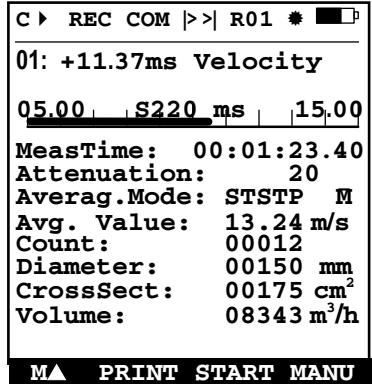 C REC COM |>>| R01
01: +11.37ms Velocity
05.00 S220 ms 15.00
MeasTime: 00:01:23.40
Attenuation: 20
Averag.Mode: STSTP M̅
Avg. Value: 13.24 m/s
Count: 00012
Diameter: 00150 mm
CrossSect: 00175 cm²
Volume: 08343 m³/h
M▲ PRINT START MANU